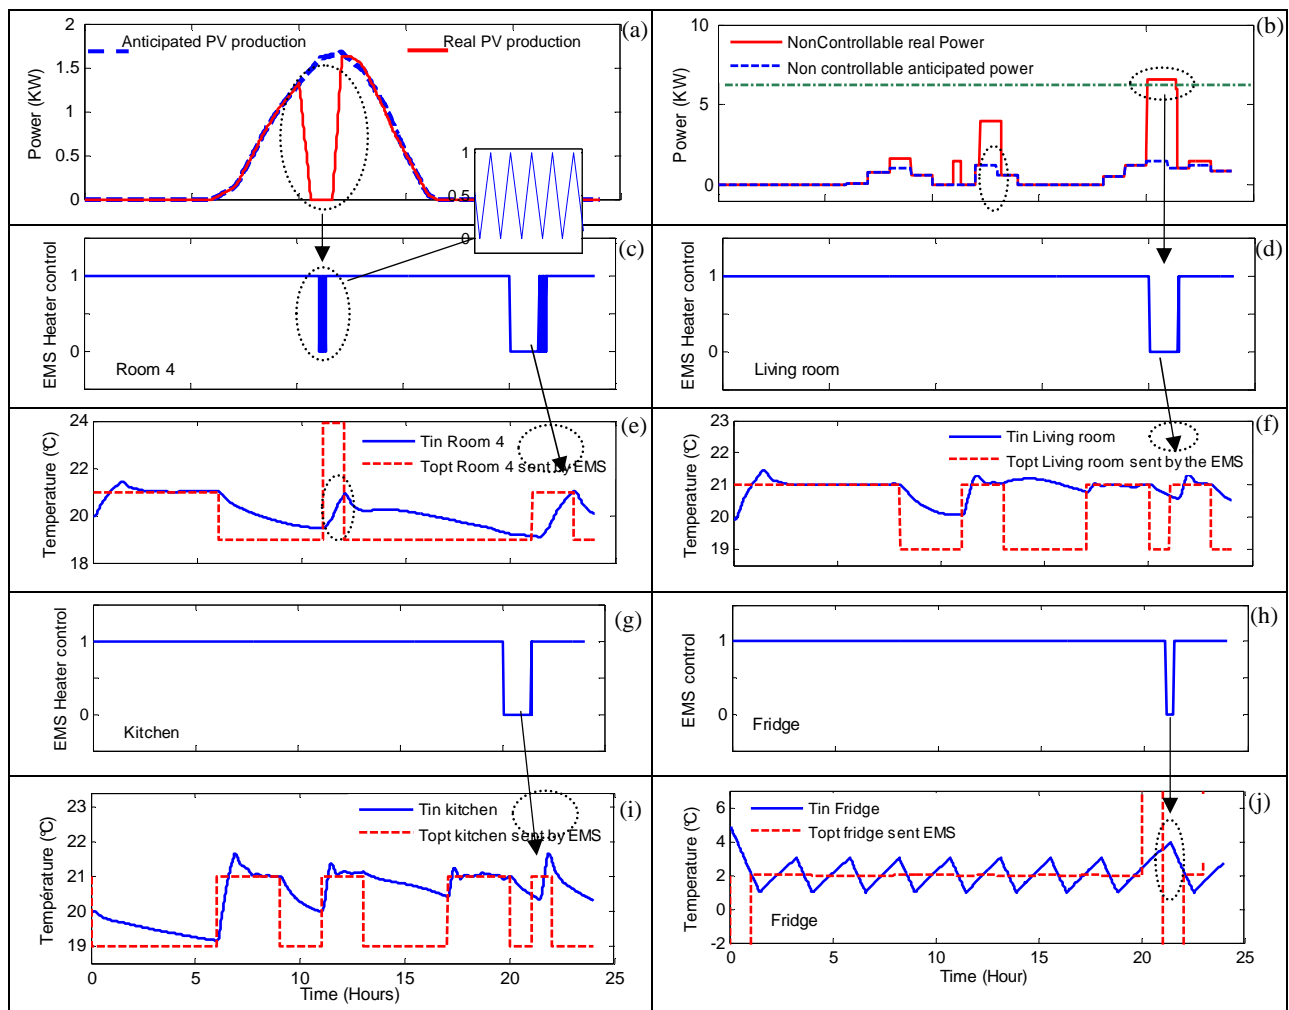 (a)
Anticipated PV production
Real PV production
Power (KW)
2
1.5
1
0.5
0
1
0.5
0
(b)
NonControllable real Power
Non controllable anticipated power
Power (KW)
10
5
0
(c)
EMS Heater control
1
0
Room 4
(d)
EMS Heater control
1
0
Living room
(e)
Tin Room 4
Topt Room 4 sent by EMS
Temperature (°C)
24
22
20
18
(f)
Tin Living room
Topt Living room sent by the EMS
Temperature (°C)
23
22
21
20
19
(g)
EMS Heater control
1
0
Kitchen
(h)
EMS control
1
0
Fridge
(i)
Tin kitchen
Topt kitchen sent by EMS
Température (°C)
23
22
21
20
19
0 5 10 15 20 25
Time (Hours)
(j)
Tin Fridge
Topt fridge sent EMS
Temperature (°C)
6
4
2
0
-2
Fridge
0 5 10 15 20 25
Time (Hour)